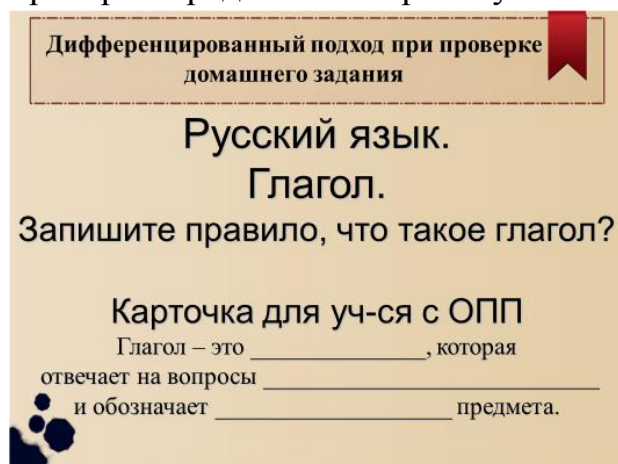 Дифференцированный подход при проверке
домашнего задания
Русский язык.
Глагол.
Запишите правило, что такое глагол?
Карточка для уч-ся с ОПП
Глагол – это ______________, которая
отвечает на вопросы ___________________________
и обозначает ___________________ предмета.